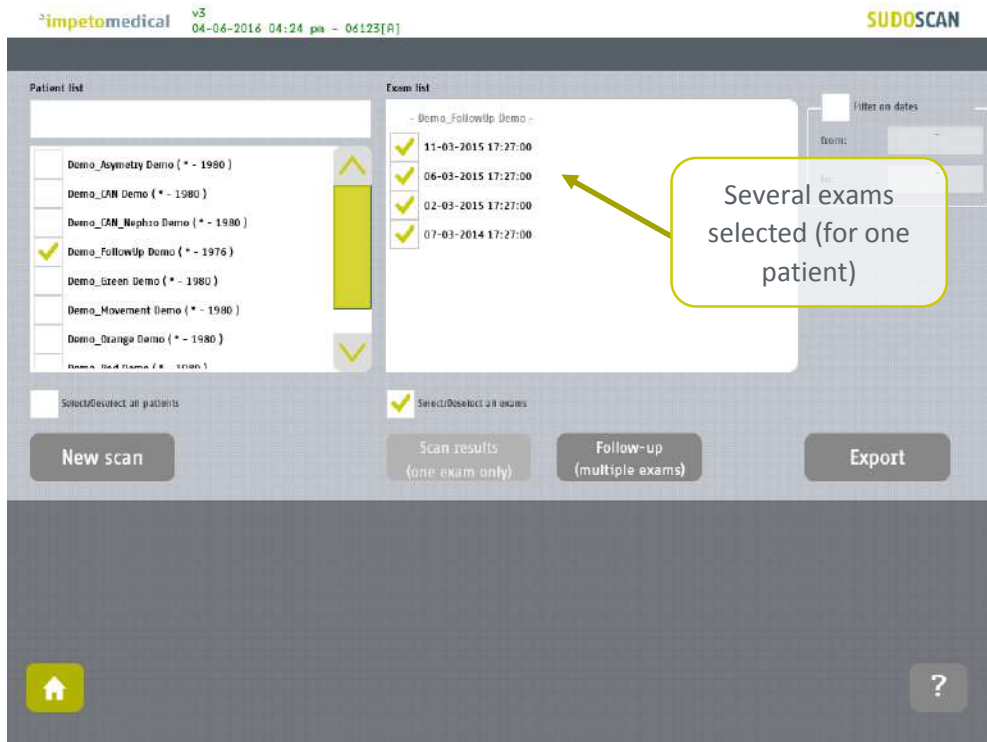 impetomedical
v3
04-06-2016 04:24 pm - 06123[A]
SUDOSCAN
Patient list
Exam list
- Demo_FollowUp Demo -
Filter on dates
from:
to:
11-03-2015 17:27:00
06-03-2015 17:27:00
02-03-2015 17:27:00
07-03-2014 17:27:00
Several exams
selected (for one
patient)
Demo_Asymetry Demo ( * - 1980 )
Demo_CAN Demo ( * - 1980 )
Demo_CAN_Nephro Demo ( * - 1980 )
Demo_FollowUp Demo ( * - 1976 )
Demo_Green Demo ( * - 1980 )
Demo_Movement Demo ( * - 1980 )
Demo_Orange Demo ( * - 1980 )
Demo_Red Demo ( * - 1980 )
Select/Deselect all patients
Select/Deselect all exams
New scan
Scan results
(one exam only)
Follow-up
(multiple exams)
Export
?